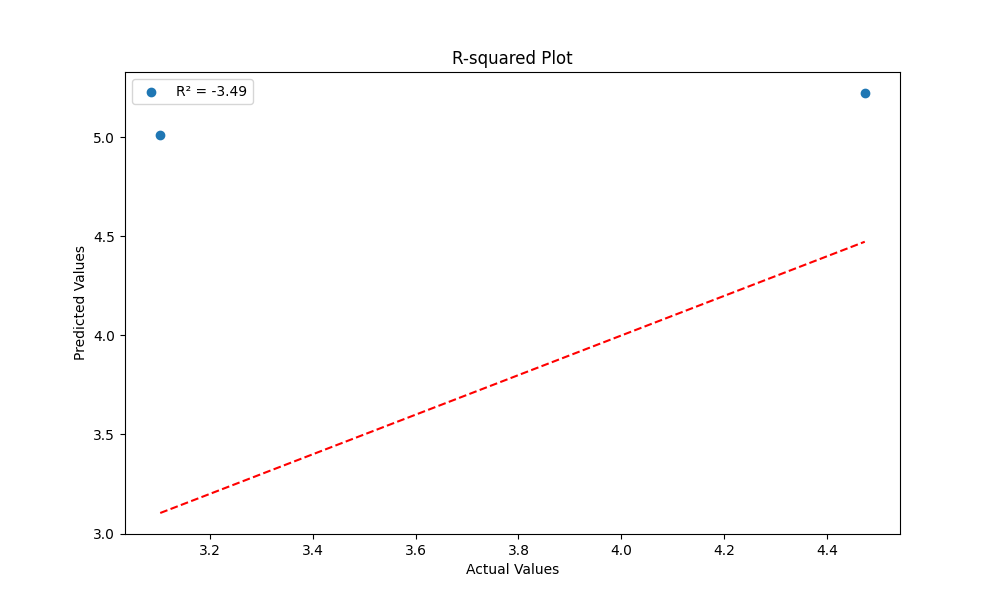 R-squared Plot
R² = -3.49
5.0
4.5
4.0
3.5
3.0
Predicted Values
3.2 3.4 3.6 3.8 4.0 4.2 4.4
Actual Values